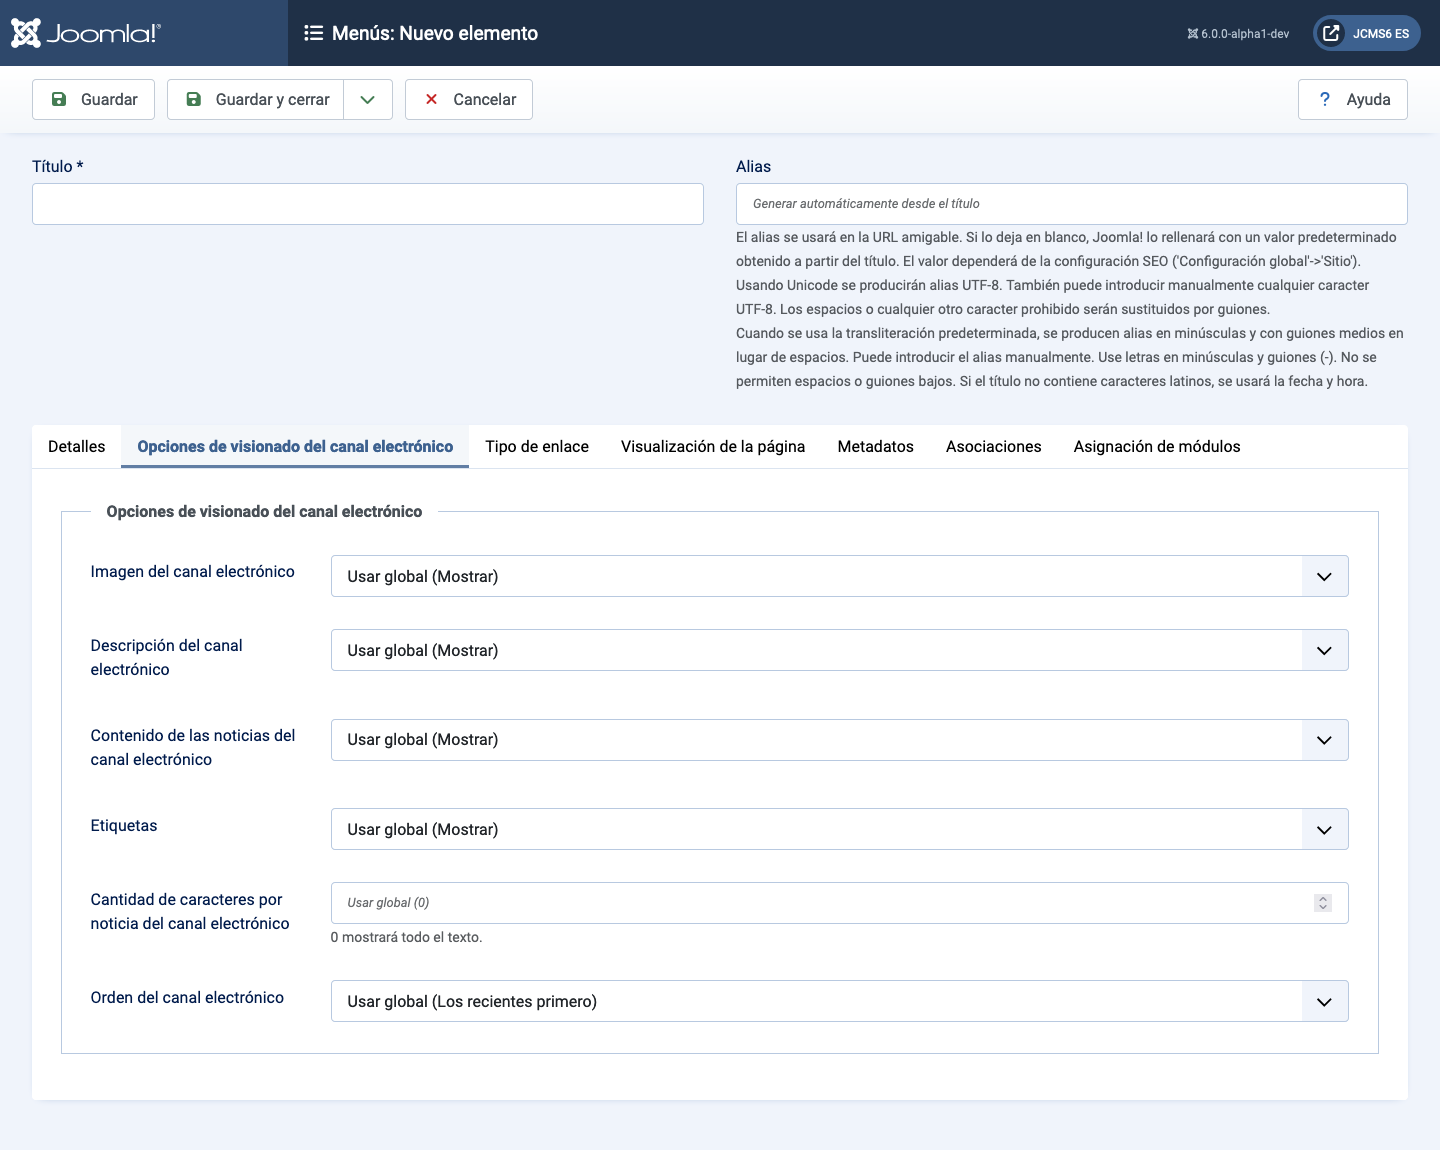 Joomla!®
Menús: Nuevo elemento
6.0.0-alpha1-dev
JCMS6 ES
Guardar
Guardar y cerrar
Cancelar
? Ayuda
Título *
Alias
Generar automáticamente desde el título
El alias se usará en la URL amigable. Si lo deja en blanco, Joomla! lo rellenará con un valor predeterminado
obtenido a partir del título. El valor dependerá de la configuración SEO ('Configuración global'->'Sitio').
Usando Unicode se producirán alias UTF-8. También puede introducir manualmente cualquier caracter
UTF-8. Los espacios o cualquier otro caracter prohibido serán sustituidos por guiones.
Cuando se usa la transliteración predeterminada, se producen alias en minúsculas y con guiones medios en
lugar de espacios. Puede introducir el alias manualmente. Use letras en minúsculas y guiones (-). No se
permiten espacios o guiones bajos. Si el título no contiene caracteres latinos, se usará la fecha y hora.
Detalles
Opciones de visionado del canal electrónico
Tipo de enlace
Visualización de la página
Metadatos
Asociaciones
Asignación de módulos
Opciones de visionado del canal electrónico
Imagen del canal electrónico
Usar global (Mostrar)
Descripción del canal
electrónico
Usar global (Mostrar)
Contenido de las noticias del
canal electrónico
Usar global (Mostrar)
Etiquetas
Usar global (Mostrar)
Cantidad de caracteres por
noticia del canal electrónico
Usar global (0)
0 mostrará todo el texto.
Orden del canal electrónico
Usar global (Los recientes primero)